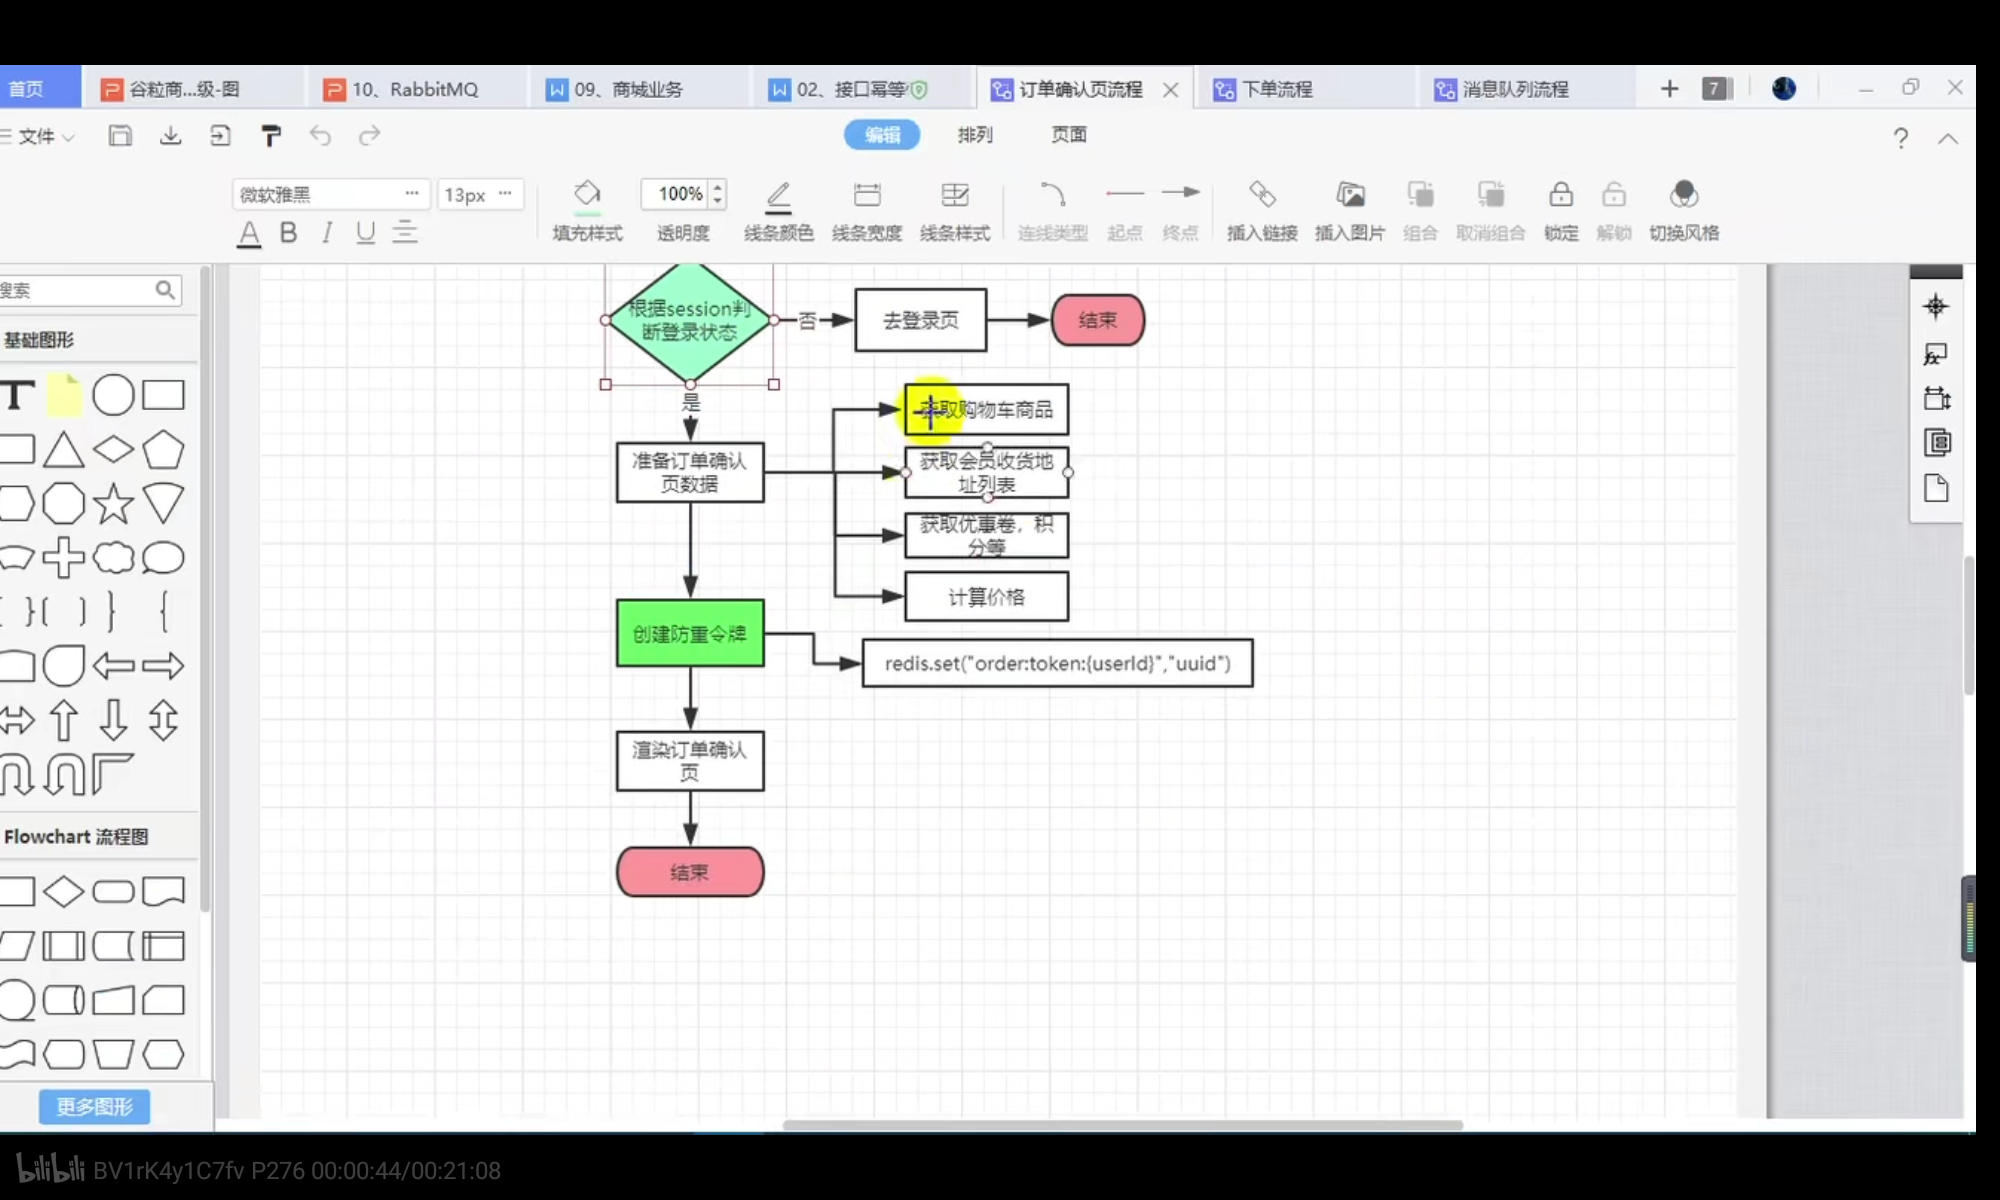 首页
谷粒商...级-图
10、RabbitMQ
09、商城业务
02、接口幂等
订单确认页流程
下单流程
消息队列流程
7
文件
编辑
排列
页面
?
微软雅黑
13px
100%
A B I U
填充样式
透明度
线条颜色
线条宽度
线条样式
连线类型
起点
终点
插入链接
插入图片
组合
取消组合
锁定
解锁
切换风格
搜索
基础图形
T
Flowchart 流程图
更多图形
根据session判
断登录状态
否
去登录页
结束
是
准备订单确认
页数据
获取购物车商品
获取会员收货地
址列表
获取优惠卷，积
分等
计算价格
创建防重令牌
redis.set("order:token:{userId}","uuid")
渲染订单确认
页
结束
bilibili BV1rK4y1C7fv P276 00:00:44/00:21:08